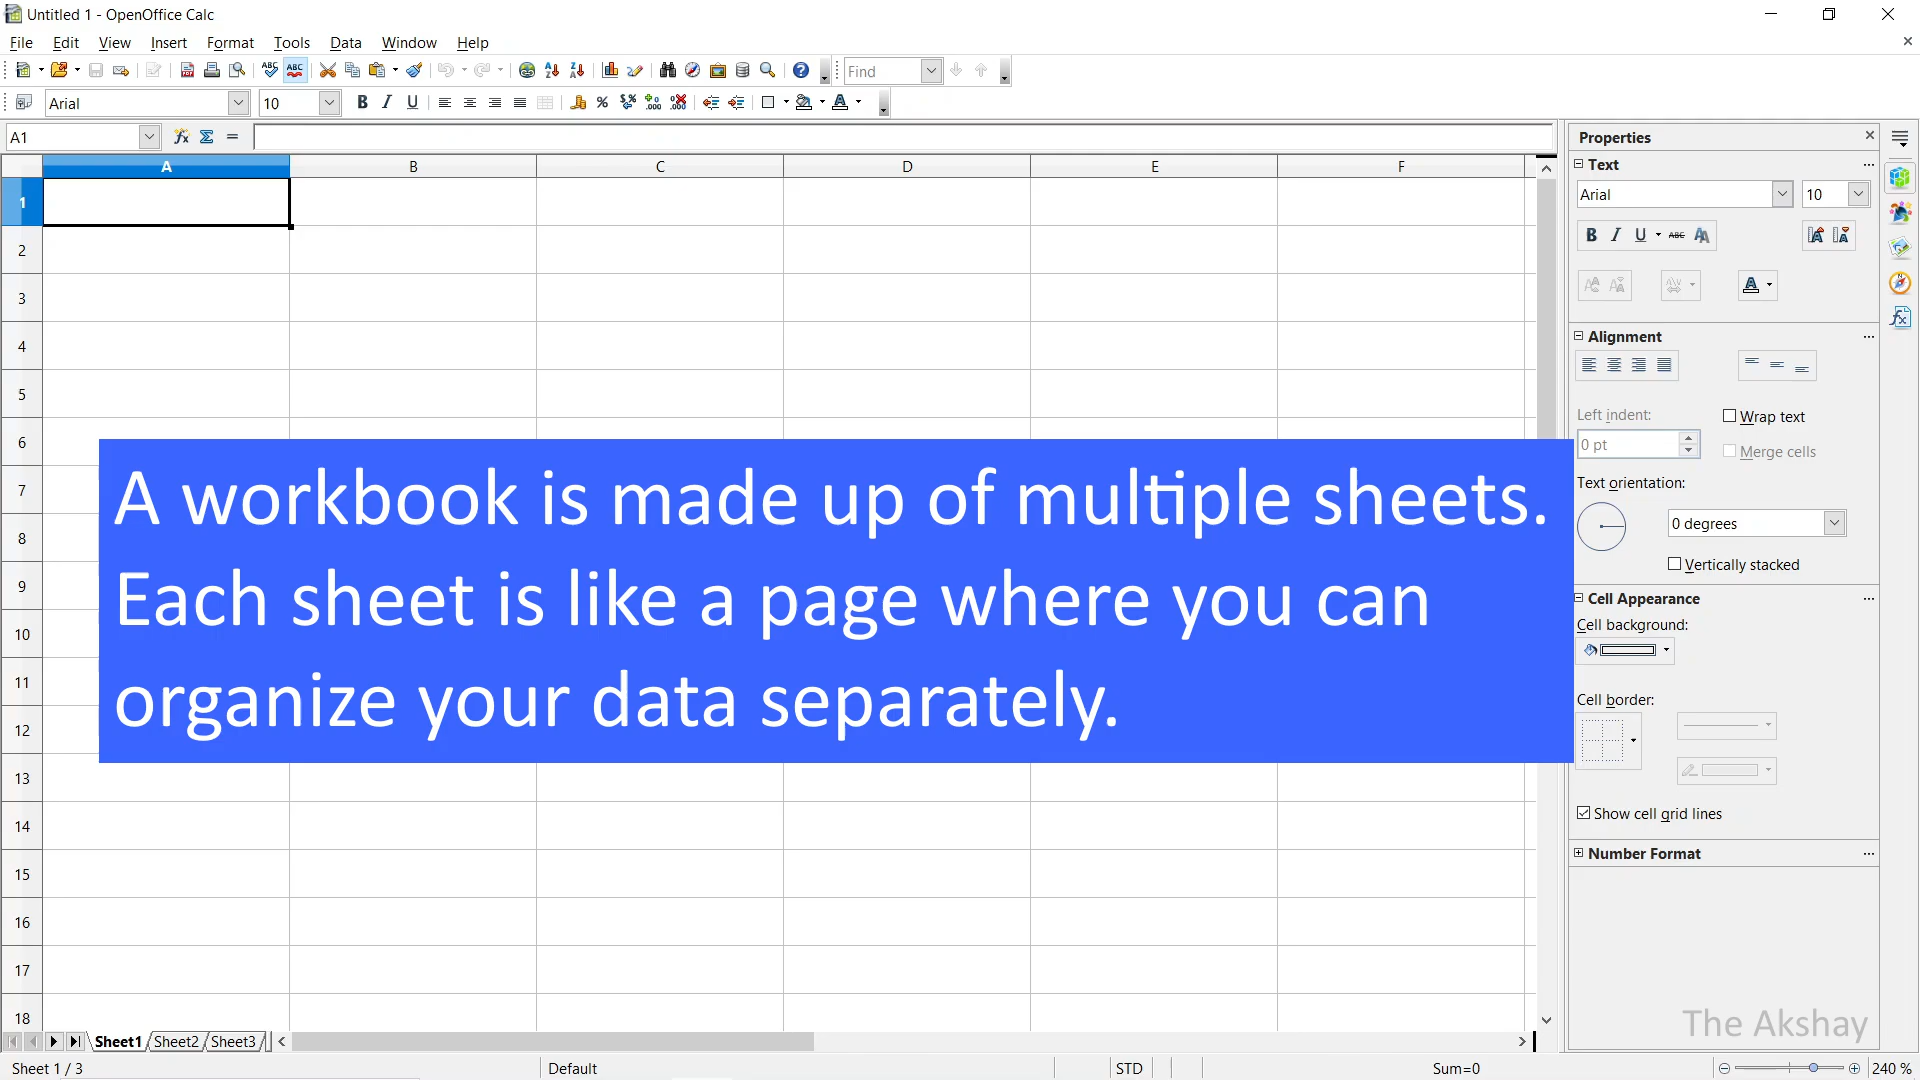 Untitled 1 - OpenOffice Calc
File Edit View Insert Format Tools Data Window Help
Find
Arial 10
A1
A B C D E F
1
2
3
4
5
6
7
8
9
10
11
12
13
14
15
16
17
18
A workbook is made up of multiple sheets.
Each sheet is like a page where you can
organize your data separately.
Properties
Text
Arial 10
Alignment
Left indent: Wrap text
0 pt Merge cells
Text orientation:
0 degrees
Vertically stacked
Cell Appearance
Cell background:
Cell border:
Show cell grid lines
Number Format
The Akshay
Sheet1 Sheet2 Sheet3
Sheet 1 / 3 Default STD Sum=0 240 %